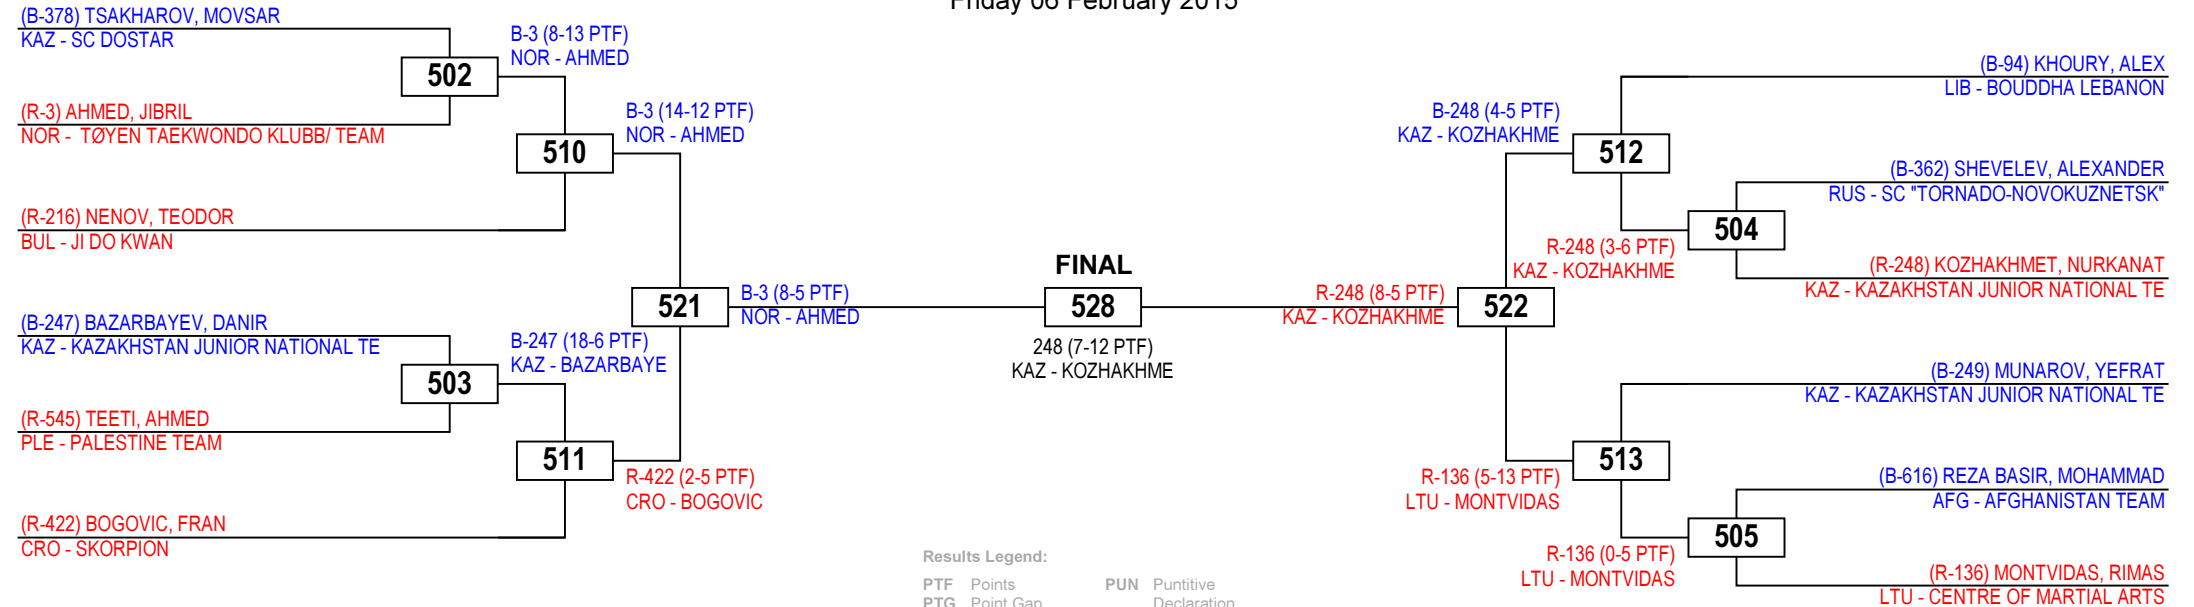 Friday 06 February 2015
(B-378) TSAKHAROV, MOVSAR
KAZ - SC DOSTAR
502
B-3 (8-13 PTF)
NOR - AHMED
(R-3) AHMED, JIBRIL
NOR -  TØYEN TAEKWONDO KLUBB/ TEAM
510
B-3 (14-12 PTF)
NOR - AHMED
(R-216) NENOV, TEODOR
BUL - JI DO KWAN
521
B-3 (8-5 PTF)
NOR - AHMED
(B-247) BAZARBAYEV, DANIR
KAZ - KAZAKHSTAN JUNIOR NATIONAL TE
503
B-247 (18-6 PTF)
KAZ - BAZARBAYE
(R-545) TEETI, AHMED
PLE - PALESTINE TEAM
511
R-422 (2-5 PTF)
CRO - BOGOVIC
(R-422) BOGOVIC, FRAN
CRO - SKORPION
FINAL
528
248 (7-12 PTF)
KAZ - KOZHAKHME
(B-94) KHOURY, ALEX
LIB - BOUDDHA LEBANON
B-248 (4-5 PTF)
KAZ - KOZHAKHME
512
(B-362) SHEVELEV, ALEXANDER
RUS - SC "TORNADO-NOVOKUZNETSK"
504
R-248 (3-6 PTF)
KAZ - KOZHAKHME
(R-248) KOZHAKHMET, NURKANAT
KAZ - KAZAKHSTAN JUNIOR NATIONAL TE
R-248 (8-5 PTF)
KAZ - KOZHAKHME
522
(B-249) MUNAROV, YEFRAT
KAZ - KAZAKHSTAN JUNIOR NATIONAL TE
513
R-136 (5-13 PTF)
LTU - MONTVIDAS
(B-616) REZA BASIR, MOHAMMAD
AFG - AFGHANISTAN TEAM
505
R-136 (0-5 PTF)
LTU - MONTVIDAS
(R-136) MONTVIDAS, RIMAS
LTU - CENTRE OF MARTIAL ARTS
Results Legend:
PTF Points PUN Puntitive
PTG Point Gap Declaration